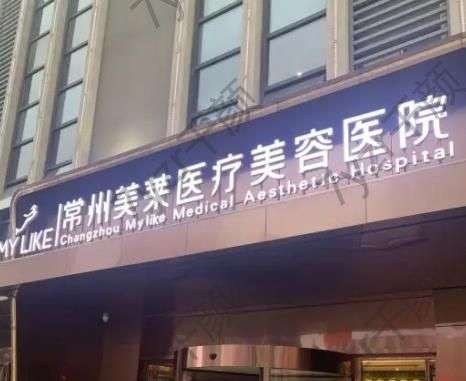 MY LIKE
常州美莱医疗美容医院
Changzhou Mylike Medical Aesthetic Hospital